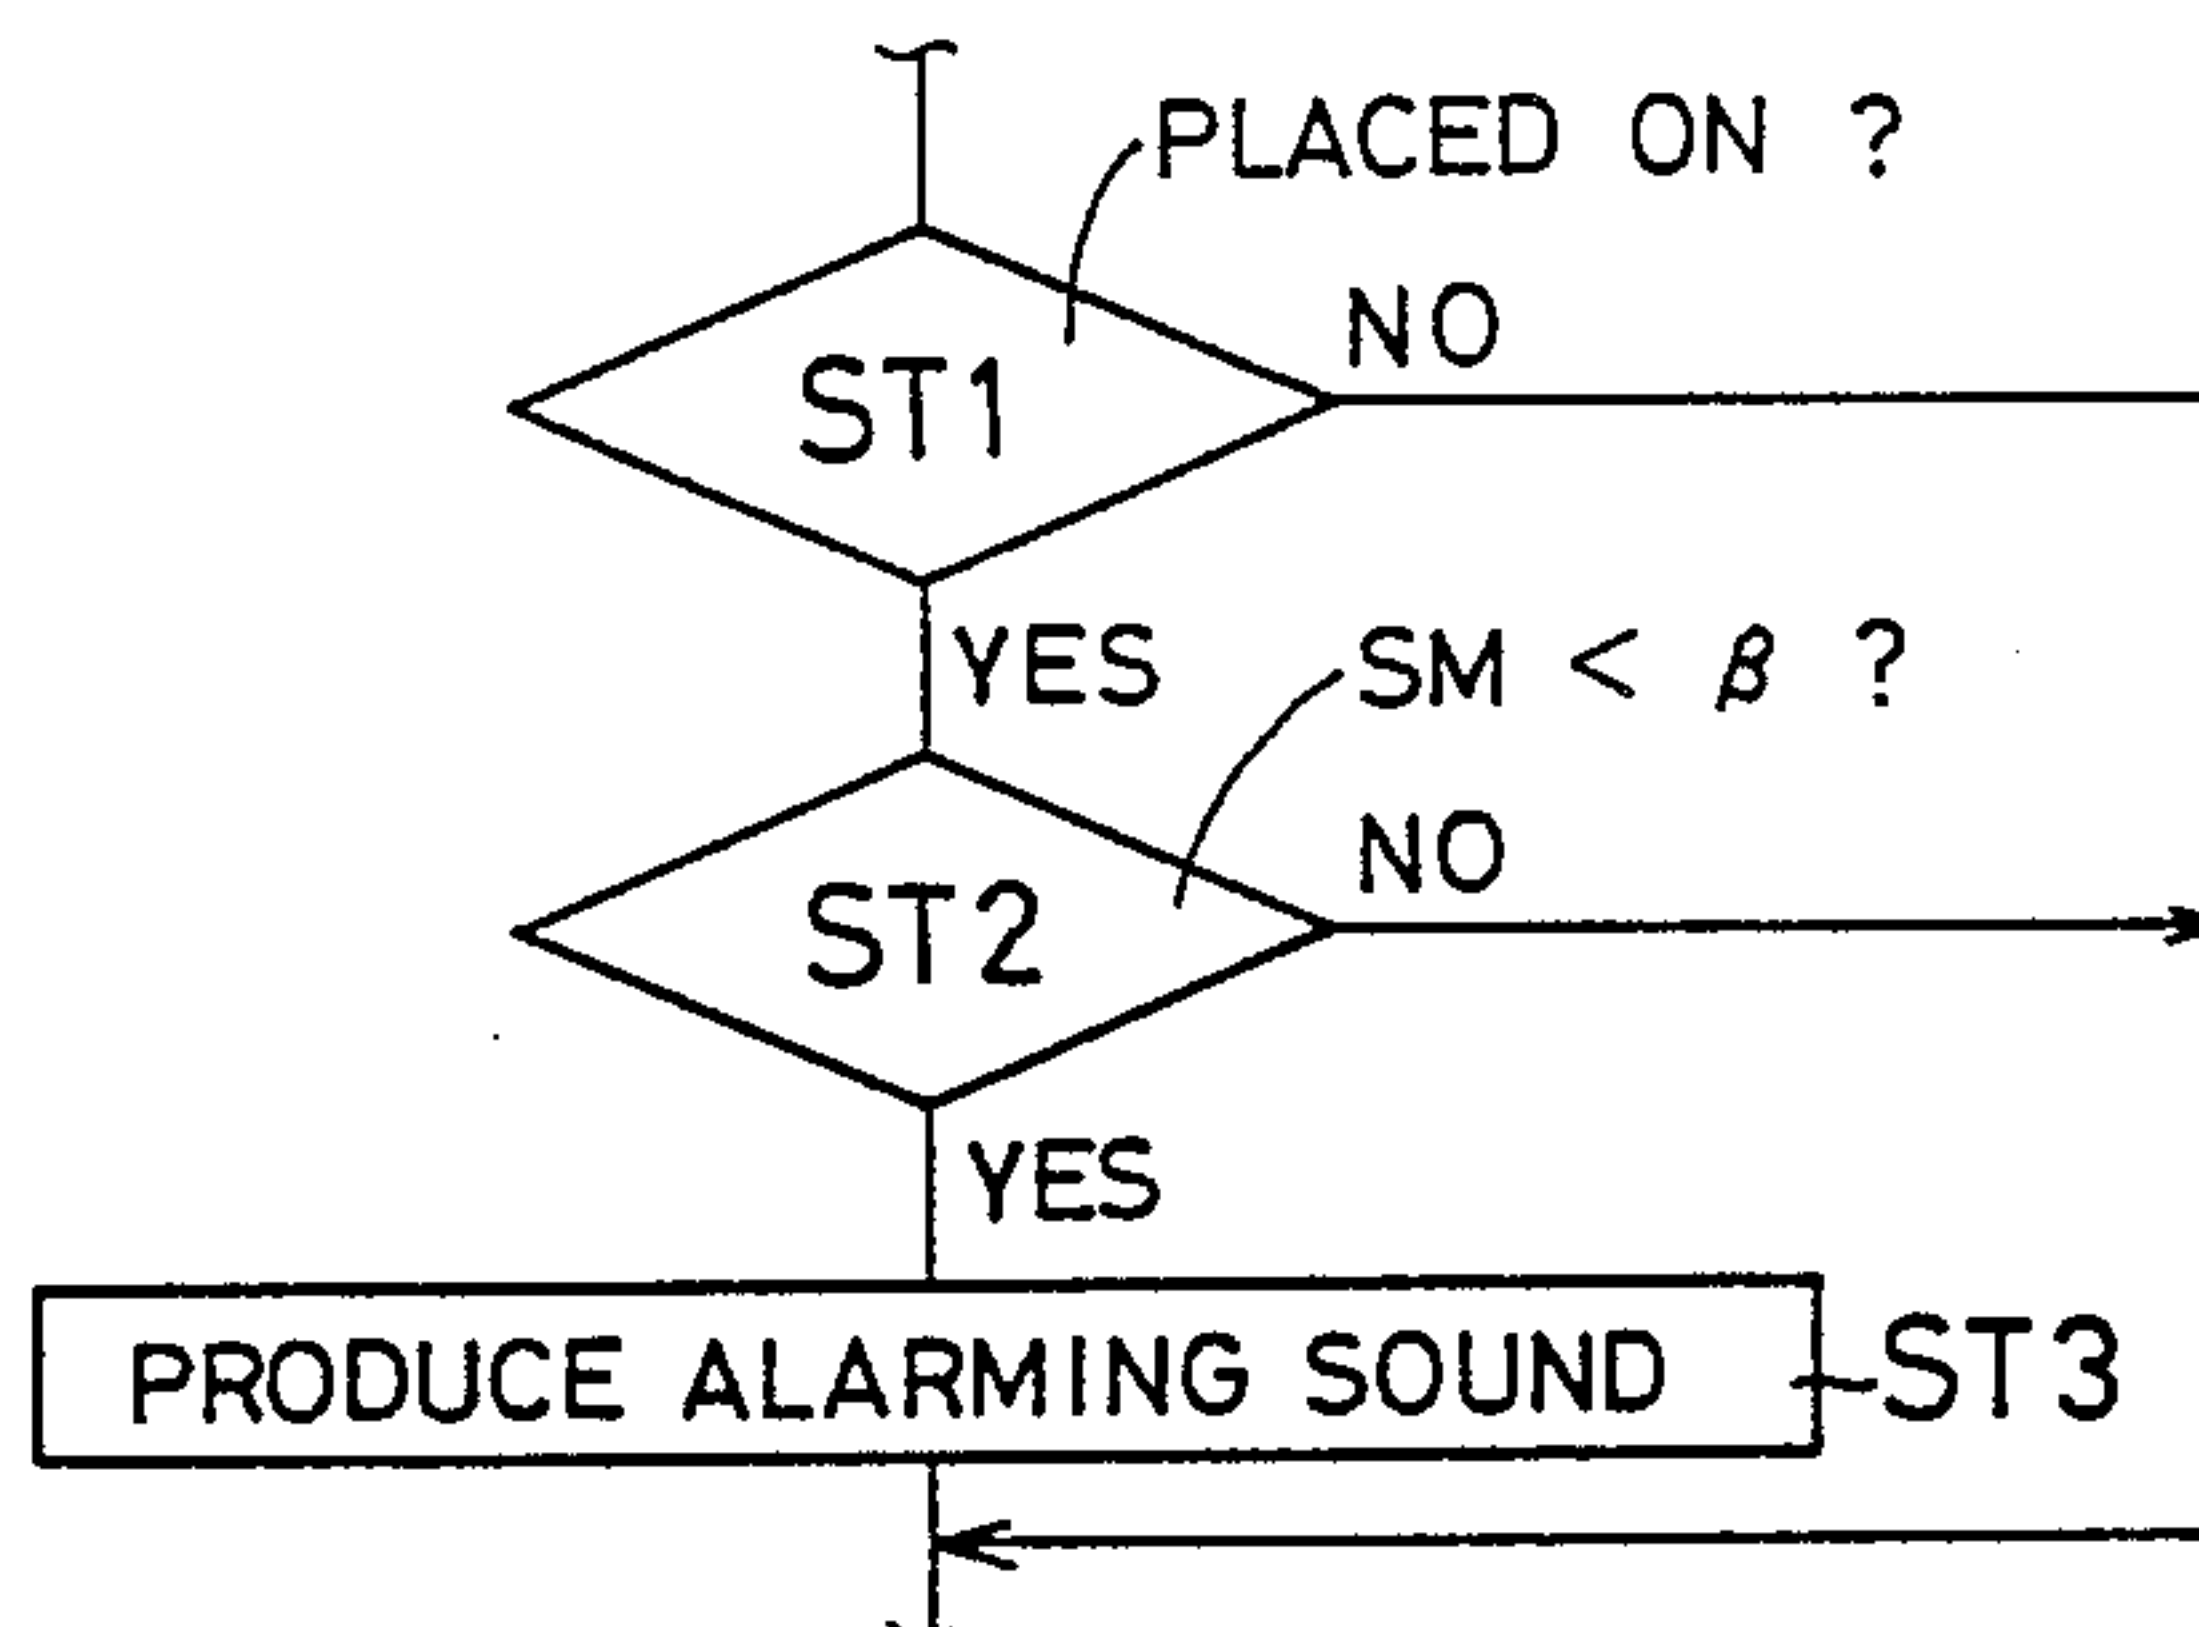 PLACED ON ?
NO
ST1
YES
SM < β ?
NO
ST2
YES
PRODUCE ALARMING SOUND
ST3